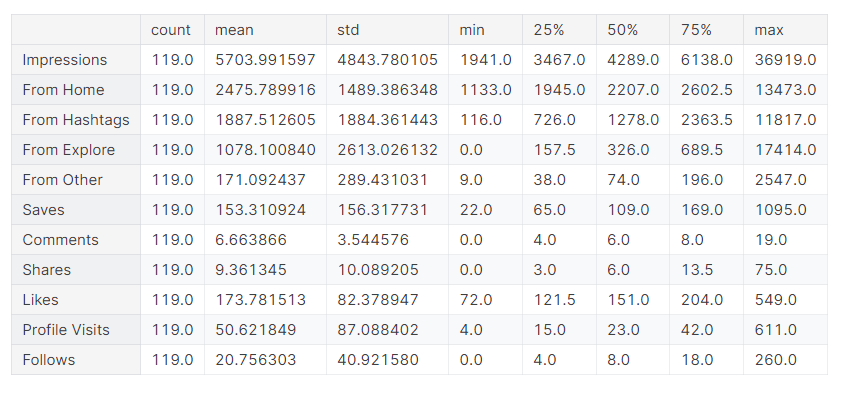 count mean std min 25% 50% 75% max
Impressions 119.0 5703.991597 4843.780105 1941.0 3467.0 4289.0 6138.0 36919.0
From Home 119.0 2475.789916 1489.386348 1133.0 1945.0 2207.0 2602.5 13473.0
From Hashtags 119.0 1887.512605 1884.361443 116.0 726.0 1278.0 2363.5 11817.0
From Explore 119.0 1078.100840 2613.026132 0.0 157.5 326.0 689.5 17414.0
From Other 119.0 171.092437 289.431031 9.0 38.0 74.0 196.0 2547.0
Saves 119.0 153.310924 156.317731 22.0 65.0 109.0 169.0 1095.0
Comments 119.0 6.663866 3.544576 0.0 4.0 6.0 8.0 19.0
Shares 119.0 9.361345 10.089205 0.0 3.0 6.0 13.5 75.0
Likes 119.0 173.781513 82.378947 72.0 121.5 151.0 204.0 549.0
Profile Visits 119.0 50.621849 87.088402 4.0 15.0 23.0 42.0 611.0
Follows 119.0 20.756303 40.921580 0.0 4.0 8.0 18.0 260.0